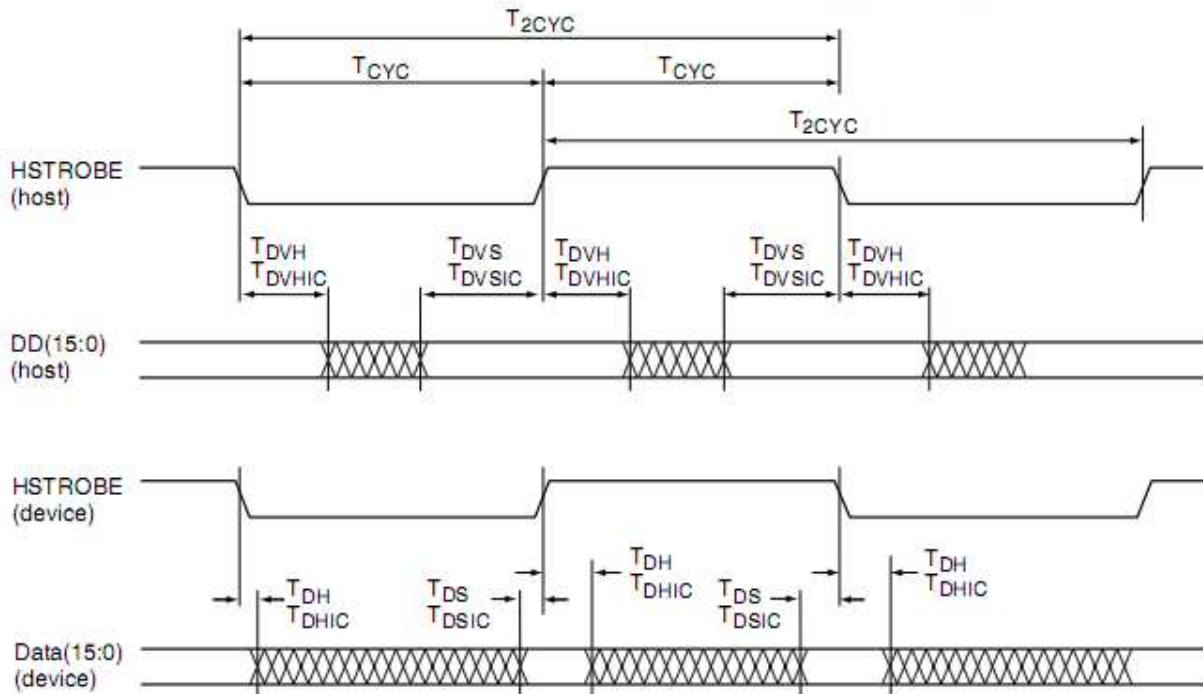 T2CYC
TCYC TCYC
T2CYC
HSTROBE
(host)
TDVH TDVS TDVH TDVS TDVH
TDVHIC TDVSIC TDVHIC TDVSIC TDVHIC
DD(15:0)
(host)
HSTROBE
(device)
TDH TDS TDH TDS TDH
TDHIC TDSIC TDHIC TDSIC TDHIC
Data(15:0)
(device)